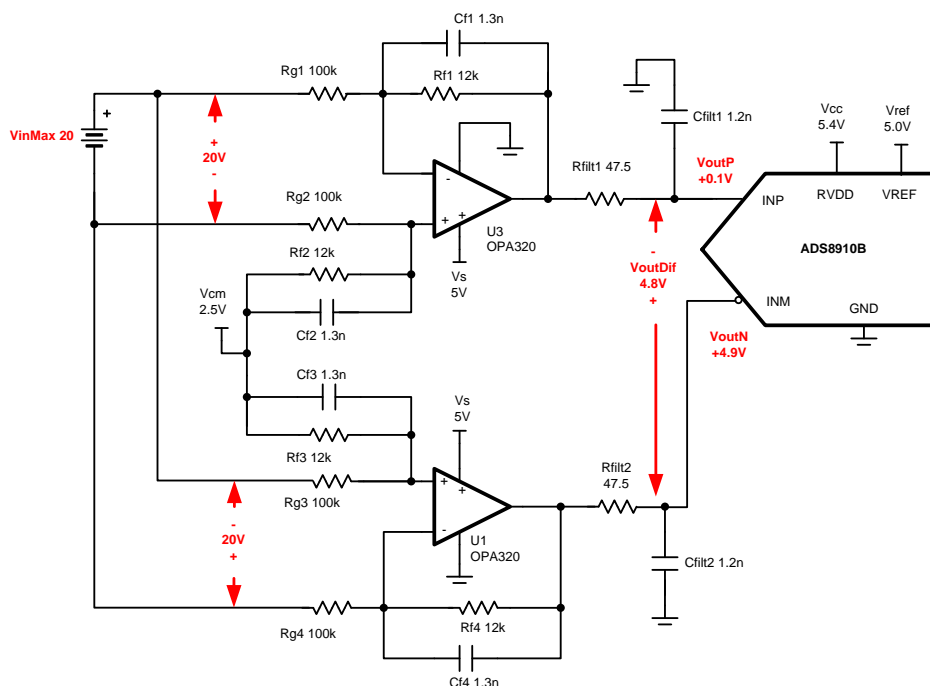 Cf1 1.3n
Rg1 100k
Rf1 12k
VinMax 20
+
+
20V
-
Cfilt1 1.2n
Vcc
5.4V
Vref
5.0V
Rfilt1 47.5
VoutP
+0.1V
RVDD
VREF
INP
-
+
+
U3
OPA320
Vs
5V
Rg2 100k
Rf2 12k
Vcm
2.5V
Cf2 1.3n
ADS8910B
-
VoutDif
4.8V
+
INM
GND
VoutN
+4.9V
Cf3 1.3n
Vs
5V
Rf3 12k
Rg3 100k
+
+
-
U1
OPA320
Rfilt2
47.5
-
20V
+
Cfilt2 1.2n
Rg4 100k
Rf4 12k
Cf4 1.3n